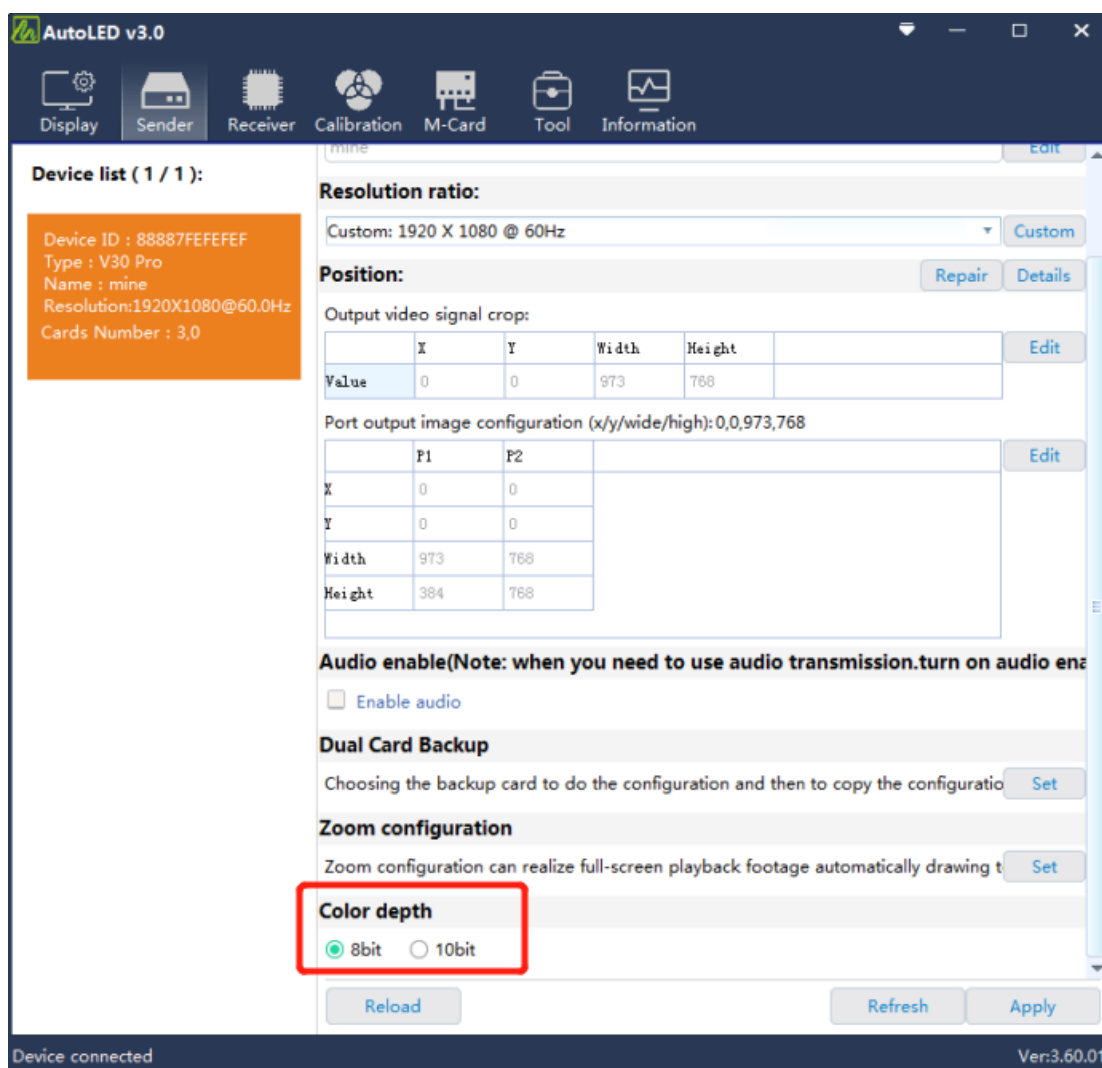 AutoLED v3.0
Display Sender Receiver Calibration M-Card Tool Information
Device list ( 1 / 1 ):
Device ID : 88887FEFEFEF
Type : V30 Pro
Name : mine
Resolution:1920X1080@60.0Hz
Cards Number : 3,0
mine Edit
Resolution ratio:
Custom: 1920 X 1080 @ 60Hz Custom
Position: Repair Details
Output video signal crop:
X Y Width Height Edit
Value 0 0 973 768
Port output image configuration (x/y/wide/high): 0,0,973,768
P1 P2 Edit
X 0 0
Y 0 0
Width 973 768
Height 384 768
Audio enable(Note: when you need to use audio transmission.turn on audio ena
Enable audio
Dual Card Backup
Choosing the backup card to do the configuration and then to copy the configuratio Set
Zoom configuration
Zoom configuration can realize full-screen playback footage automatically drawing t Set
Color depth
8bit 10bit
Reload Refresh Apply
Device connected Ver:3.60.01